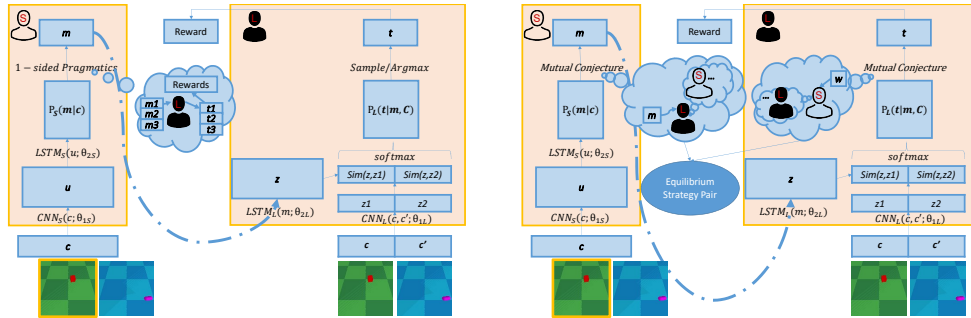 S
m
Reward
L
t
1 − sided Pragmatics
Sample/Argmax
Rewards
m1
m2
m3
L
t1
t2
t3
P_S(m|c)
P_L(t|m, C)
LSTM_S(u; θ_2S)
softmax
u
z
Sim(z,z1)
Sim(z,z2)
z1
z2
CNN_S(c; θ_1S)
LSTM_L(m; θ_2L)
CNN_L(c, c'; θ_1L)
c
c
c'
S
m
Reward
L
t
Mutual Conjecture
Mutual Conjecture
S
...
m
L
w
...
L
S
P_S(m|c)
P_L(t|m, C)
LSTM_S(u; θ_2S)
softmax
Equilibrium
Strategy Pair
u
z
Sim(z,z1)
Sim(z,z2)
z1
z2
CNN_S(c; θ_1S)
LSTM_L(m; θ_2L)
CNN_L(c, c'; θ_1L)
c
c
c'